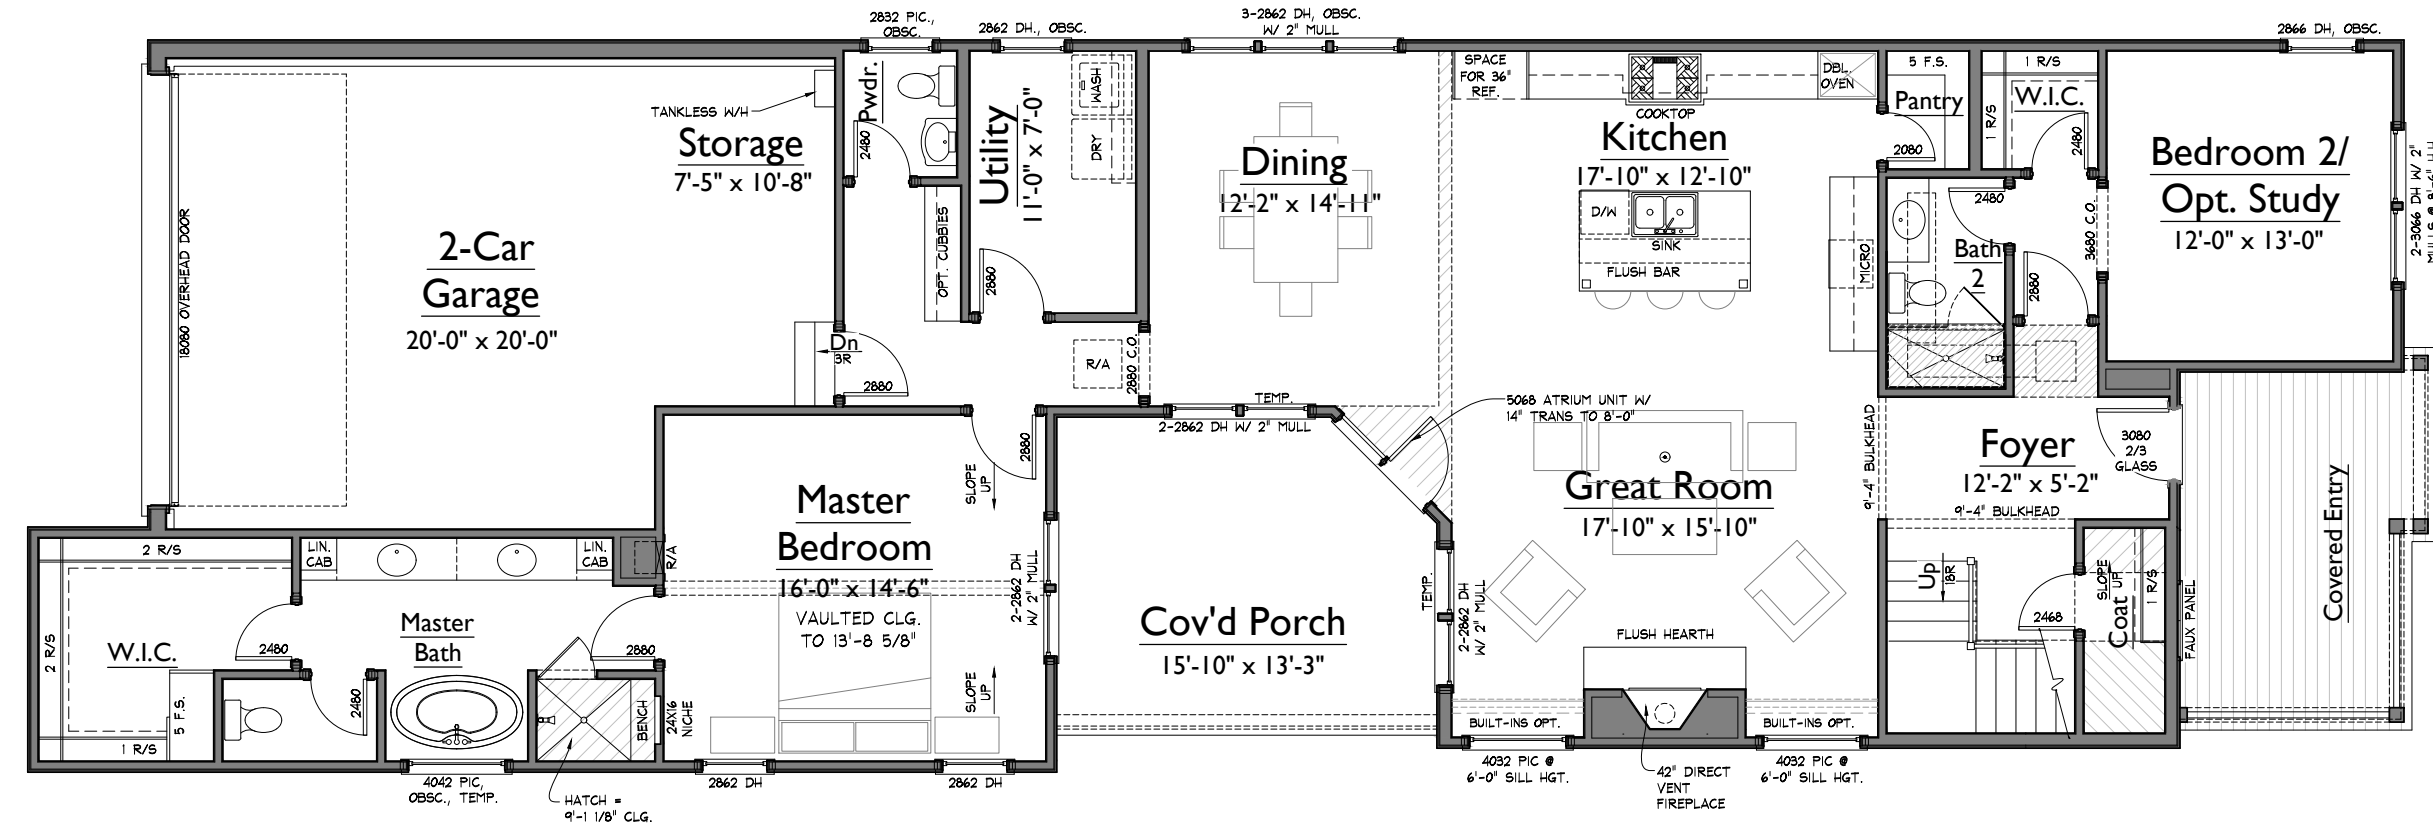 2832 PIC.,
OBSC.
2862 DH., OBSC.
3-2862 DH, OBSC.
W/ 2" MULL
2866 DH, OBSC.
TANKLESS W/H
Storage
7'-5" x 10'-8"
Pwdr.
2480
Utility
11'-0" x 7'-0"
WASH
DRY
OPT. CUBBIES
2880
Dining
12'-2" x 14'-11"
SPACE
FOR 36"
REF.
COOKTOP
DBL.
OVEN
Kitchen
17'-10" x 12'-10"
D/W
SINK
FLUSH BAR
MICRO
5 F.S.
Pantry
2080
1 R/S
1 R/S
W.I.C.
2480
Bedroom 2/
Opt. Study
12'-0" x 13'-0"
2-3066 DH W/ 2"
2480
Bath
2
3680 C.O.
2880
18080 OVERHEAD DOOR
2-Car
Garage
20'-0" x 20'-0"
Dn
3R
2880
R/A
2880 C.O.
TEMP.
2-2862 DH W/ 2" MULL
5068 ATRIUM UNIT W/
14" TRANS TO 8'-0"
9'-4" BULKHEAD
Foyer
12'-2" x 5'-2"
9'-4" BULKHEAD
3080
2/3
GLASS
Covered Entry
2880
SLOPE
UP
Master
Bedroom
16'-0" x 14'-6"
VAULTED CLG.
TO 13'-8 5/8"
2-2862 DH
W/ 2" MULL
SLOPE
UP
Great Room
17'-10" x 15'-10"
Cov'd Porch
15'-10" x 13'-3"
TEMP.
2-2862 DH
W/ 2" MULL
FLUSH HEARTH
BUILT-INS OPT.
BUILT-INS OPT.
Up
18R
2468
Coat
SLOPE
UP
1 R/S
FAUX PANEL
2 R/S
2 R/S
W.I.C.
5 F.S.
1 R/S
LIN.
CAB
LIN.
CAB
R/A
Master
Bath
2480
2880
2480
BENCH
24X16
NICHE
4042 PIC,
OBSC., TEMP.
HATCH =
9'-1 1/8" CLG.
2862 DH
2862 DH
4032 PIC @
6'-0" SILL HGT.
42" DIRECT
VENT
FIREPLACE
4032 PIC @
6'-0" SILL HGT.